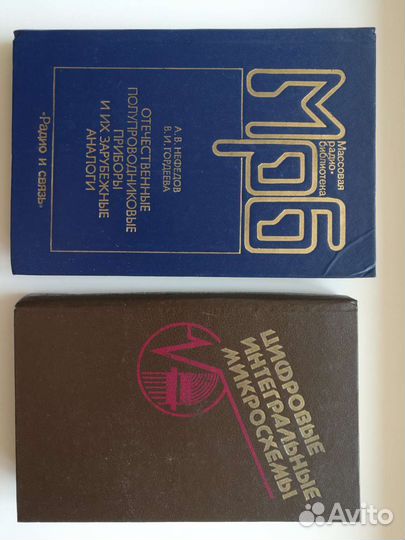 МРБ
Массовая
радио-
библиотека
А. В. НЕФЕДОВ
В. И. ГОРДЕЕВА
ОТЕЧЕСТВЕННЫЕ
ПОЛУПРОВОДНИКОВЫЕ
ПРИБОРЫ
И ИХ ЗАРУБЕЖНЫЕ
АНАЛОГИ
«Радио и связь»
ЦИФРОВЫЕ
ИНТЕГРАЛЬНЫЕ
МИКРОСХЕМЫ
Avito